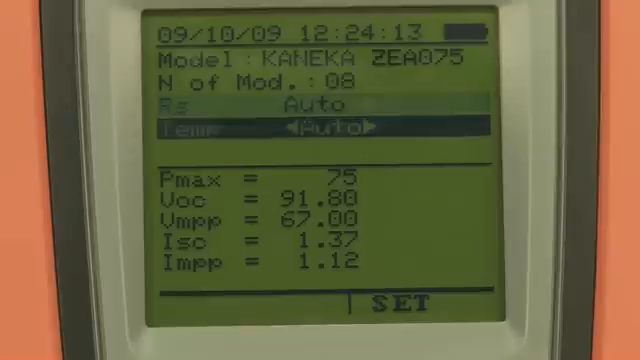 09/10/09 12:24:13
Model : KANEKA ZEA075
N of Mod. : 08
Rs Auto
Temp ◄Auto►
Pmax = 75
Voc = 91.80
Vmpp = 67.00
Isc = 1.37
Impp = 1.12
| SET